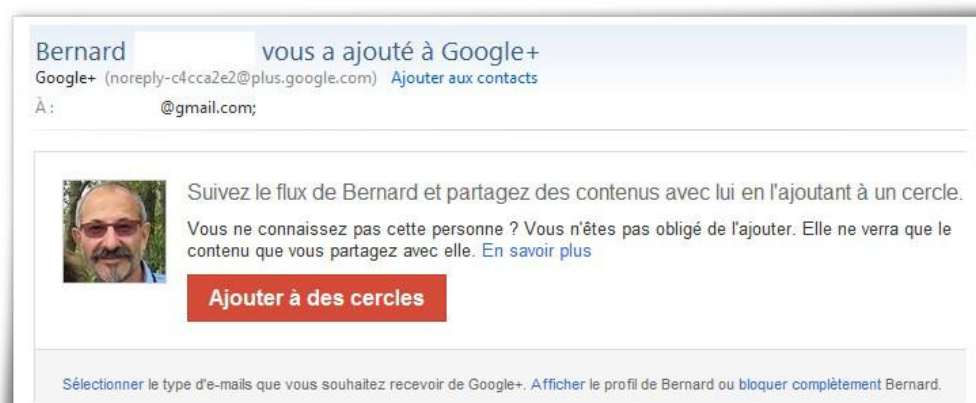 Bernard vous a ajouté à Google+
Google+ (noreply-c4cca2e2@plus.google.com) Ajouter aux contacts
À : @gmail.com;
Suivez le flux de Bernard et partagez des contenus avec lui en l'ajoutant à un cercle.
Vous ne connaissez pas cette personne ? Vous n'êtes pas obligé de l'ajouter. Elle ne verra que le
contenu que vous partagez avec elle. En savoir plus
Ajouter à des cercles
Sélectionner le type d'e-mails que vous souhaitez recevoir de Google+. Afficher le profil de Bernard ou bloquer complètement Bernard.